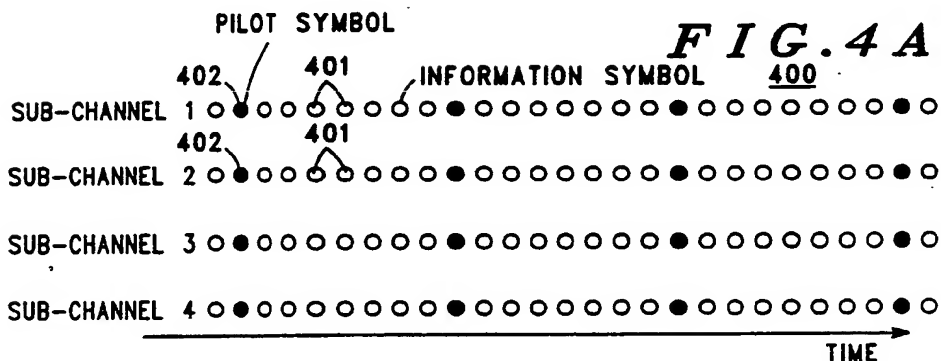 PILOT SYMBOL
FIG. 4A
402 401 INFORMATION SYMBOL 400
SUB-CHANNEL 1
402 401
SUB-CHANNEL 2
SUB-CHANNEL 3
SUB-CHANNEL 4
TIME